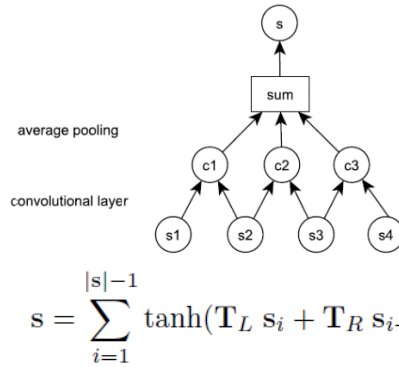 s
sum
average pooling
c1 c2 c3
convolutional layer
s1 s2 s3 s4
|s|−1
s = ∑ tanh(T_L s_i + T_R s_i
i=1